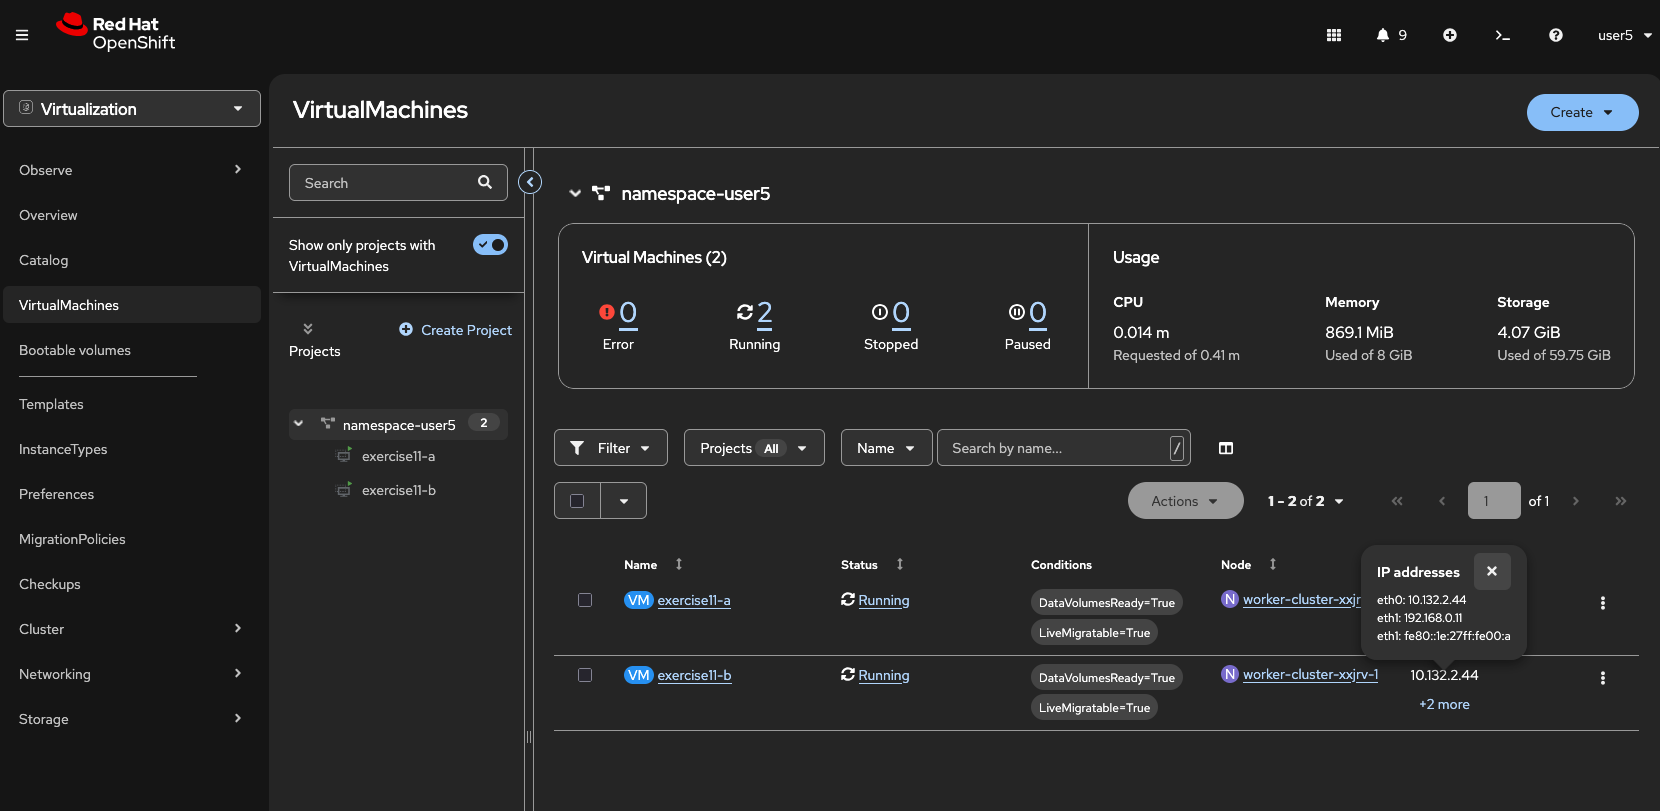 Red Hat
OpenShift
9
user5
Virtualization
Observe
Overview
Catalog
VirtualMachines
Bootable volumes
Templates
InstanceTypes
Preferences
MigrationPolicies
Checkups
Cluster
Networking
Storage
VirtualMachines
Create
Search
Show only projects with
VirtualMachines
Projects
Create Project
namespace-user5 2
exercise11-a
exercise11-b
namespace-user5
Virtual Machines (2)
0 2 0 0
Error Running Stopped Paused
Usage
CPU Memory Storage
0.014 m 869.1 MiB 4.07 GiB
Requested of 0.41 m Used of 8 GiB Used of 59.75 GiB
Filter Projects All Name Search by name... /
Actions 1 - 2 of 2 1 of 1
Name Status Conditions Node
IP addresses
eth0: 10.132.2.44
eth1: 192.168.0.11
eth1: fe80::1e:27ff:fe00:a
VM exercise11-a Running DataVolumesReady=True N worker-cluster-xxjr
LiveMigratable=True
VM exercise11-b Running DataVolumesReady=True N worker-cluster-xxjrv-1 10.132.2.44
LiveMigratable=True +2 more